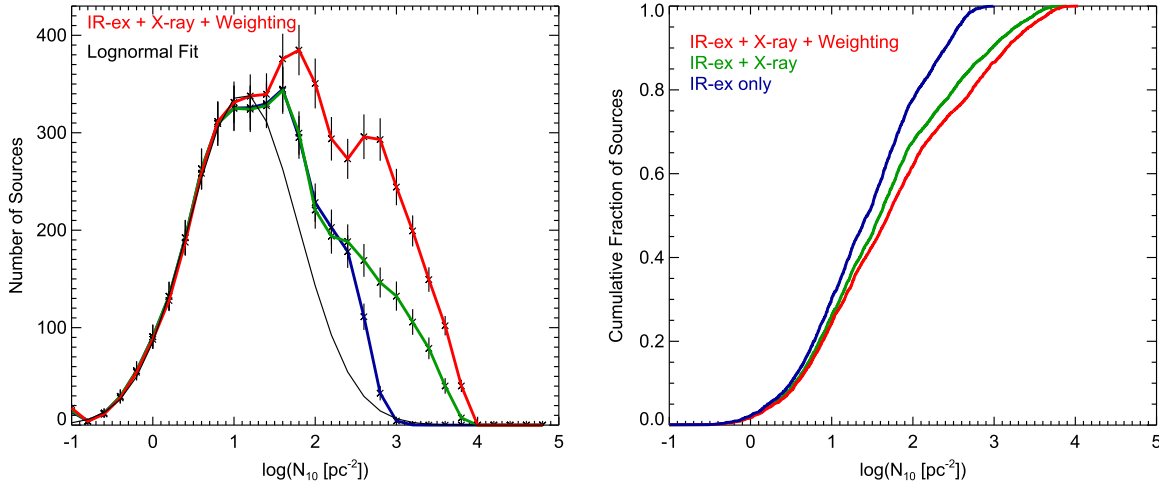 IR-ex + X-ray + Weighting
Lognormal Fit
Number of Sources
400
300
200
100
0
-1 0 1 2 3 4 5
log(N₁₀ [pc⁻²])
IR-ex + X-ray + Weighting
IR-ex + X-ray
IR-ex only
Cumulative Fraction of Sources
1.0
0.8
0.6
0.4
0.2
0.0
-1 0 1 2 3 4 5
log(N₁₀ [pc⁻²])